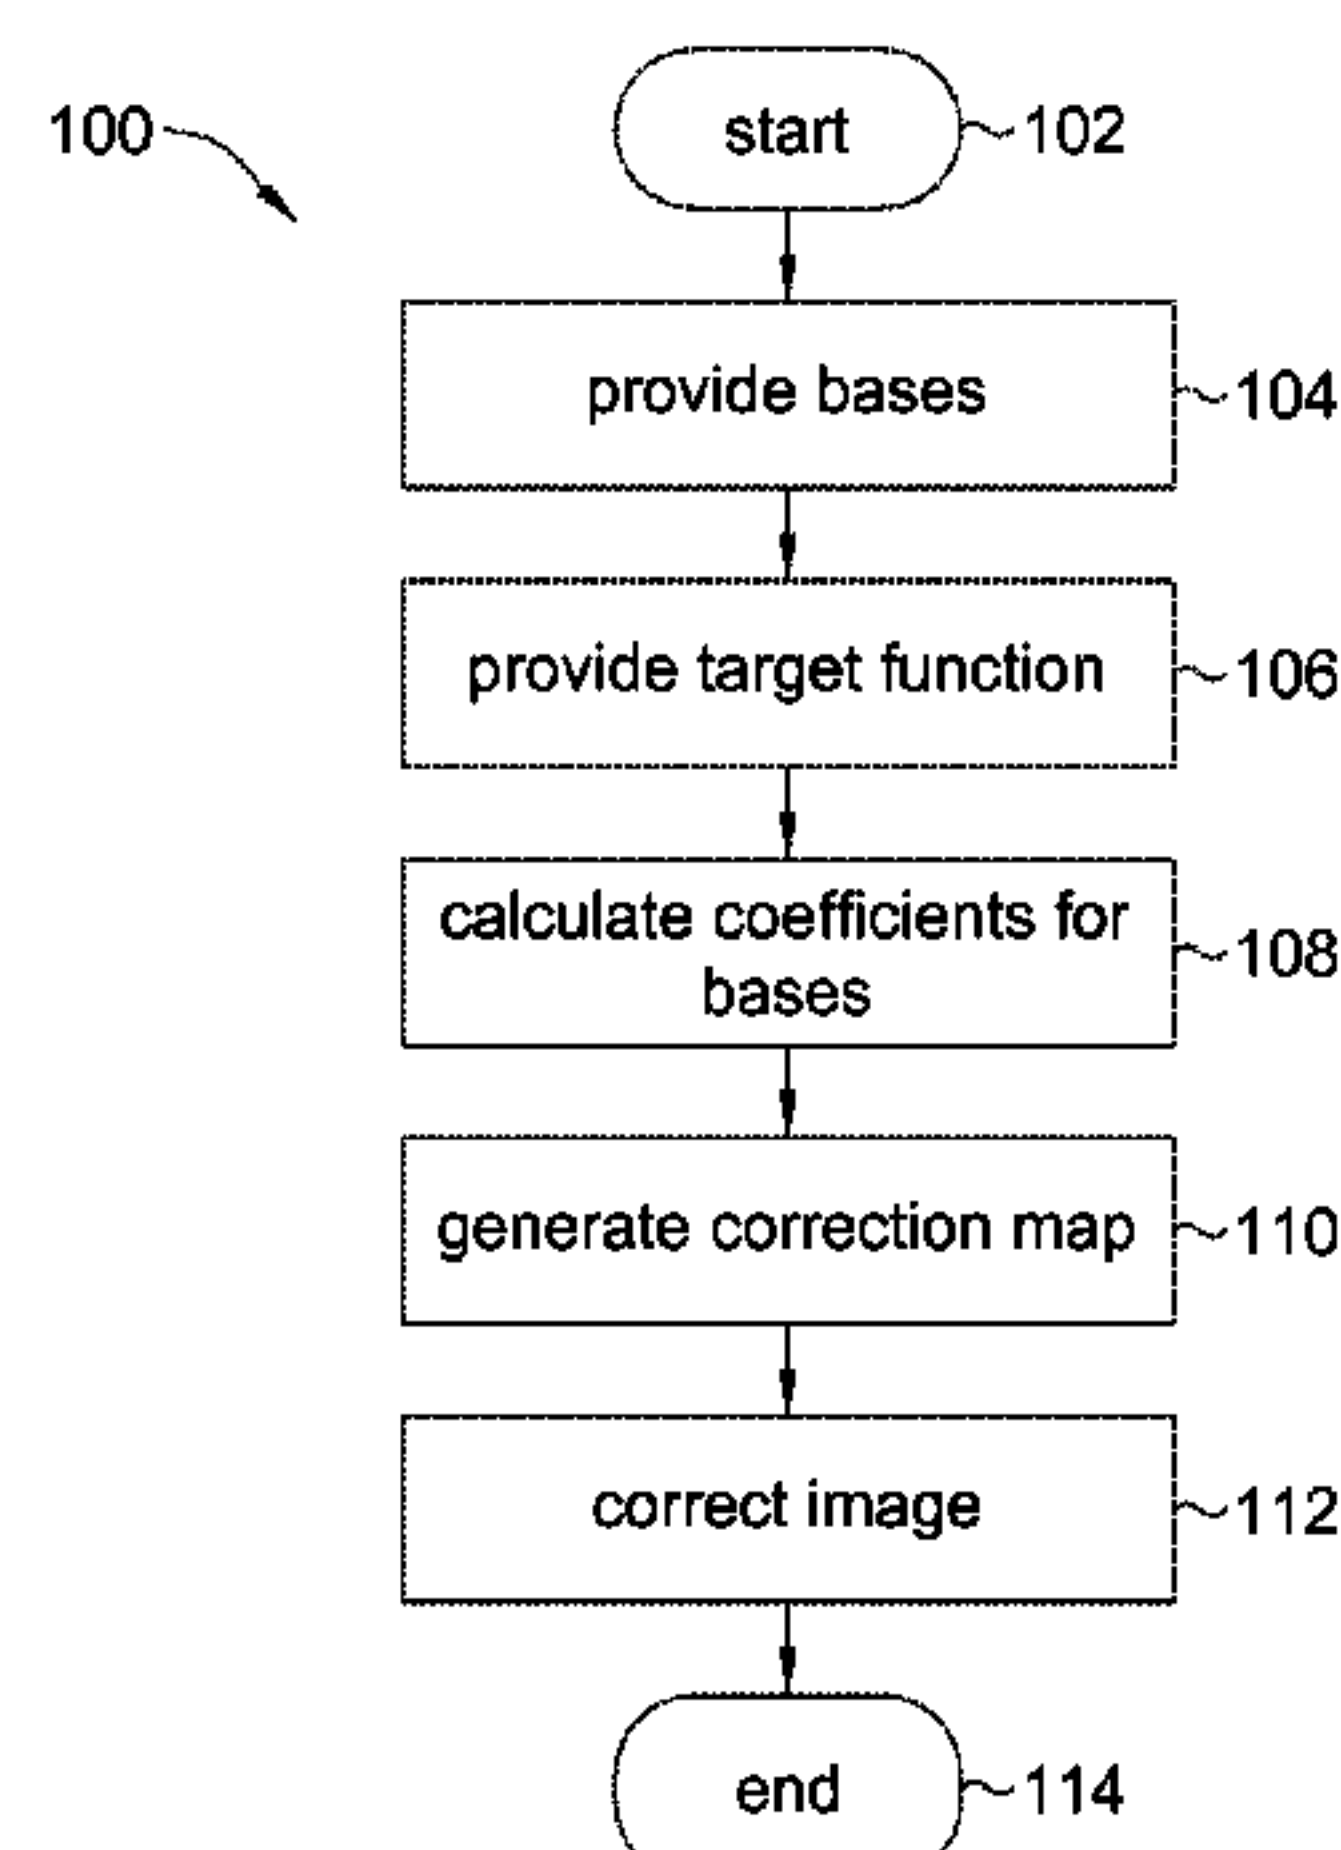 100
start
102
provide bases
104
provide target function
106
calculate coefficients for
bases
108
generate correction map
110
correct image
112
end
114